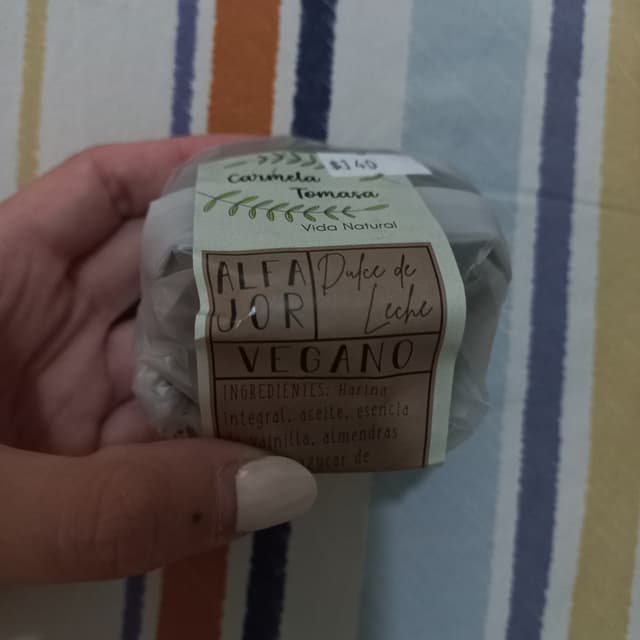 $140
Carmela
Tomasa
Vida Natural
ALFA
JOR
Dulce de
Leche
VEGANO
INGREDIENTES: Harina
integral, aceite, esencia
vainilla, almendras
de